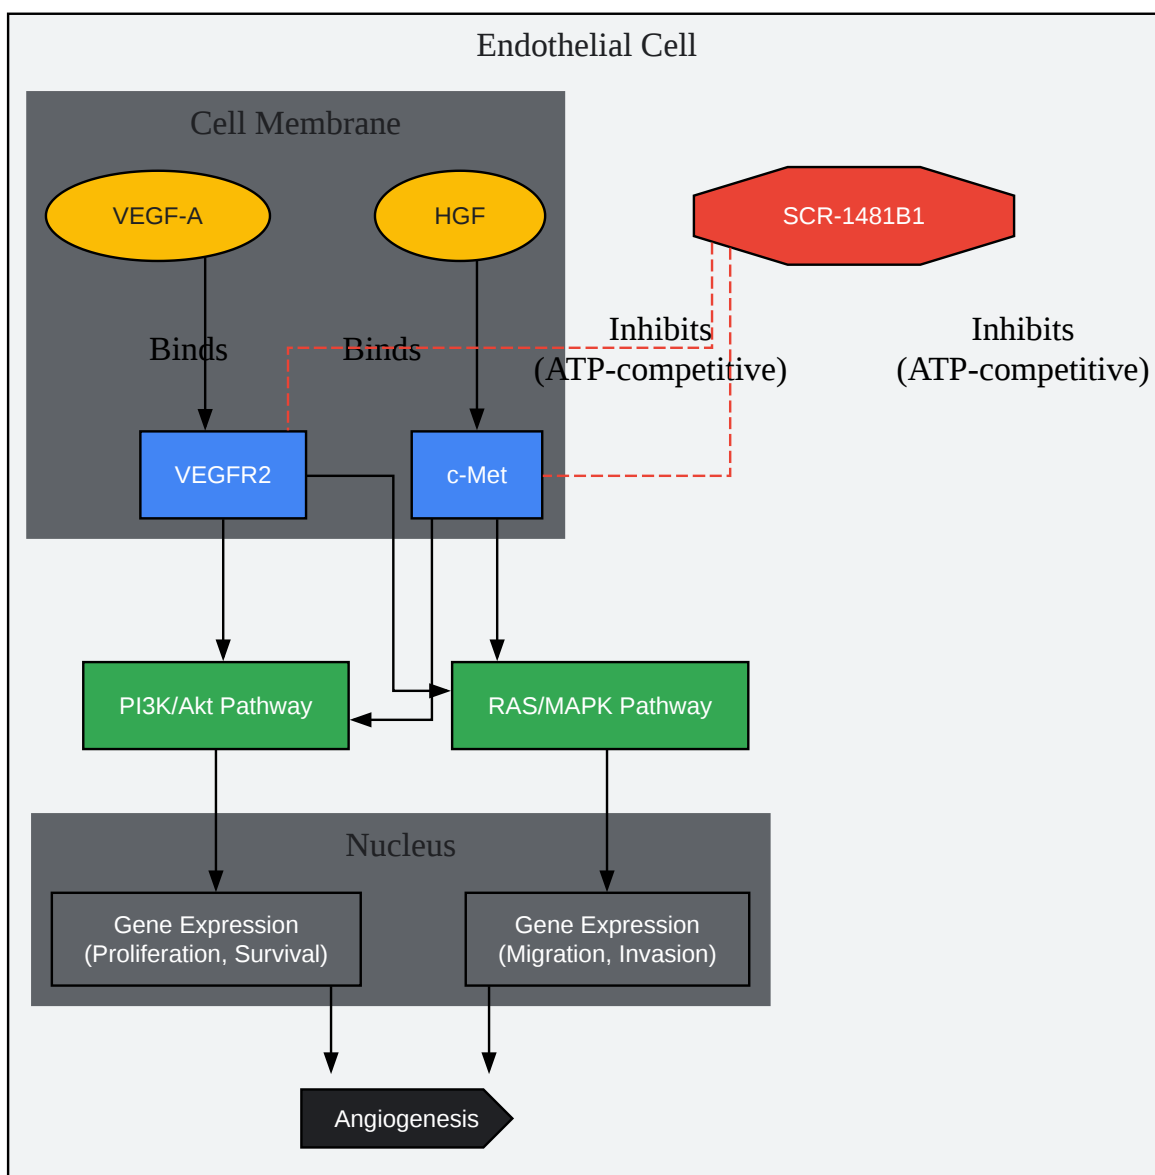 Endothelial Cell
Cell Membrane
VEGF-A
HGF
SCR-1481B1
Binds
Binds
Inhibits
(ATP-competitive)
Inhibits
(ATP-competitive)
VEGFR2
c-Met
PI3K/Akt Pathway
RAS/MAPK Pathway
Nucleus
Gene Expression
(Proliferation, Survival)
Gene Expression
(Migration, Invasion)
Angiogenesis